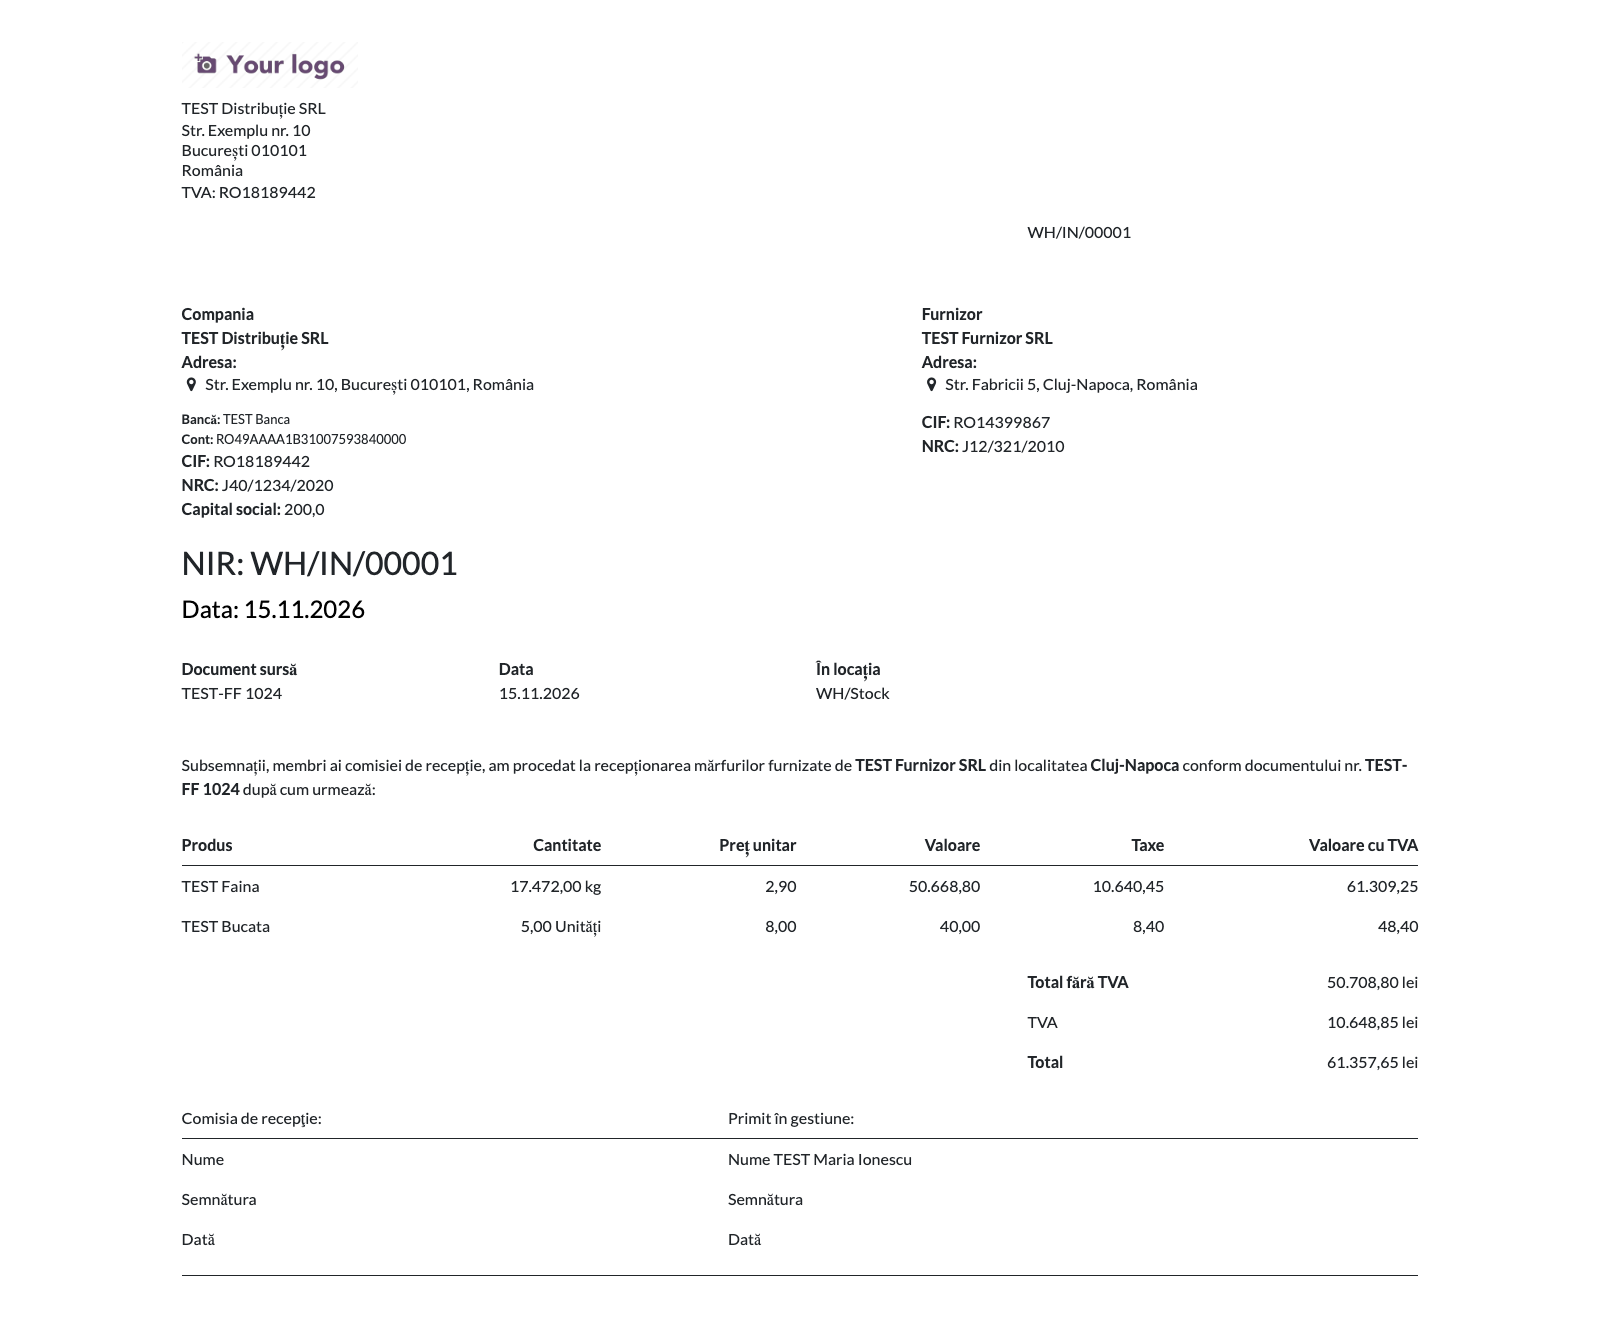 Your logo
TEST Distribuție SRL
Str. Exemplu nr. 10
București 010101
România
TVA: RO18189442
WH/IN/00001
Compania
TEST Distribuție SRL
Adresa:
Str. Exemplu nr. 10, București 010101, România
Bancă: TEST Banca
Cont: RO49AAAA1B31007593840000
CIF: RO18189442
NRC: J40/1234/2020
Capital social: 200,0
Furnizor
TEST Furnizor SRL
Adresa:
Str. Fabricii 5, Cluj-Napoca, România
CIF: RO14399867
NRC: J12/321/2010
NIR: WH/IN/00001
Data: 15.11.2026
Document sursă Data În locația
TEST-FF 1024 15.11.2026 WH/Stock
Subsemnații, membri ai comisiei de recepție, am procedat la recepționarea mărfurilor furnizate de TEST Furnizor SRL din localitatea Cluj-Napoca conform documentului nr. TEST-
FF 1024 după cum urmează:
Produs Cantitate Preț unitar Valoare Taxe Valoare cu TVA
TEST Faina 17.472,00 kg 2,90 50.668,80 10.640,45 61.309,25
TEST Bucata 5,00 Unități 8,00 40,00 8,40 48,40
Total fără TVA 50.708,80 lei
TVA 10.648,85 lei
Total 61.357,65 lei
Comisia de recepție: Primit în gestiune:
Nume Nume TEST Maria Ionescu
Semnătura Semnătura
Dată Dată